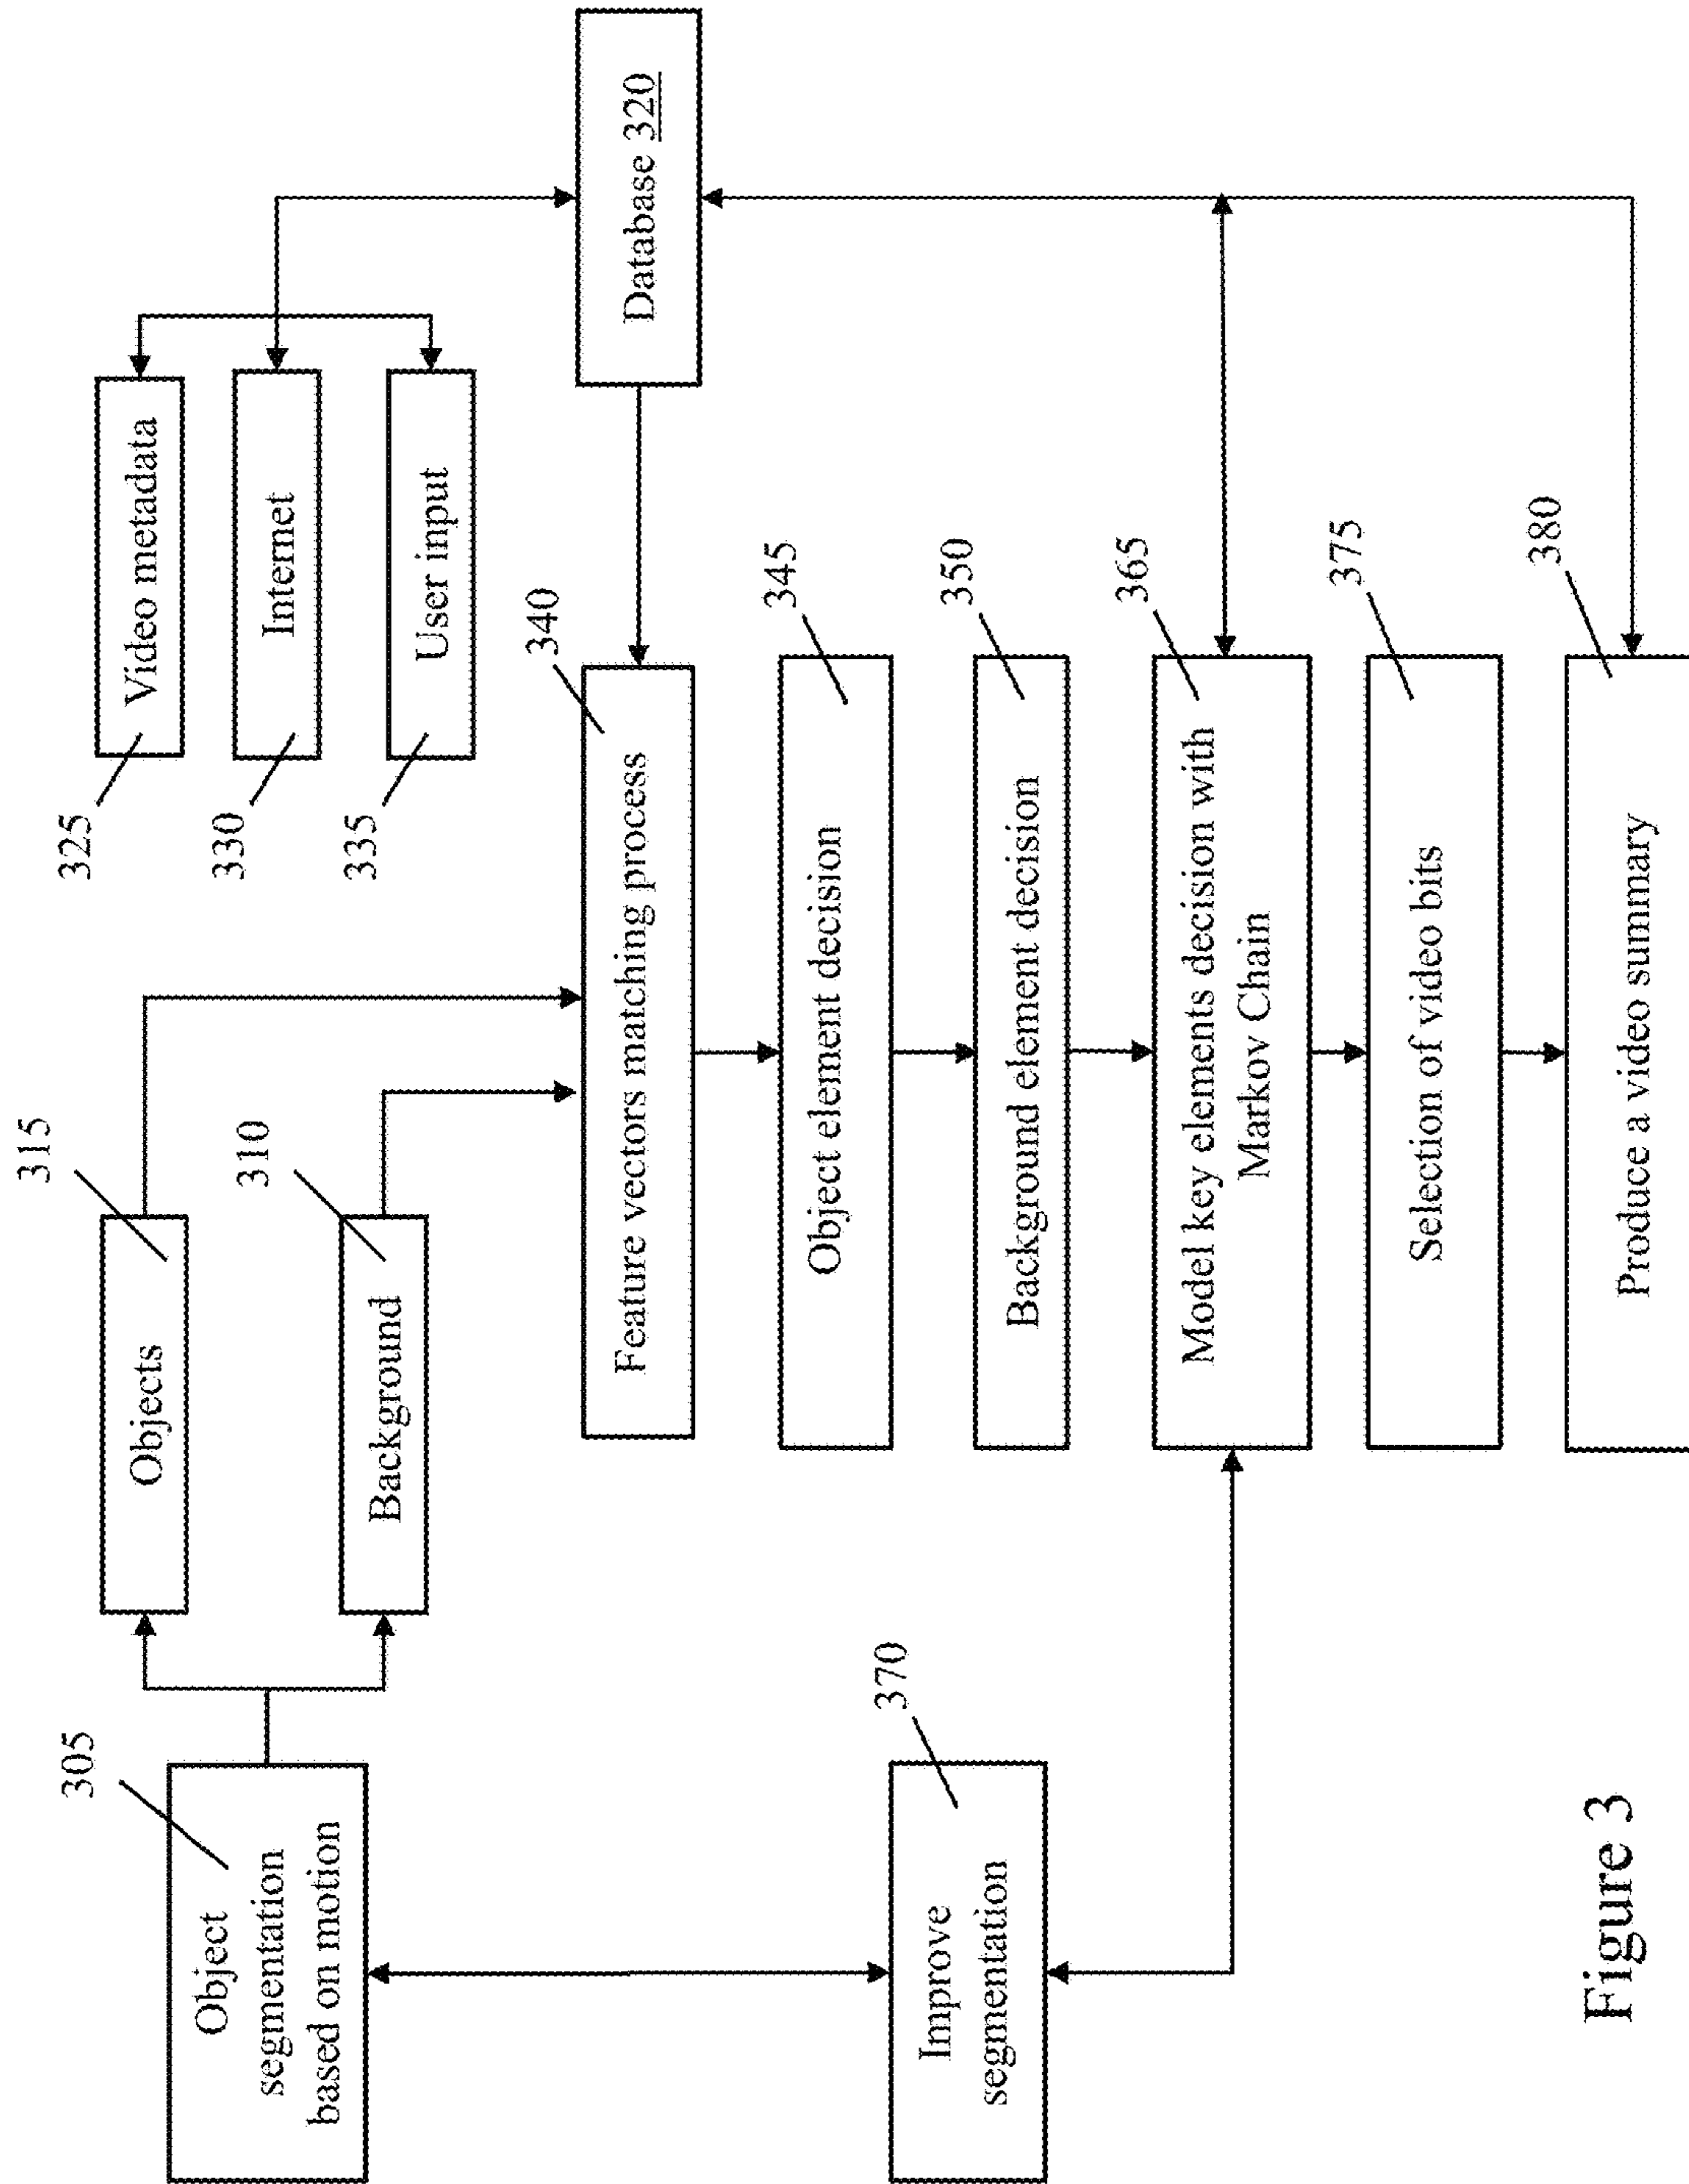 305
Object
segmentation
based on motion
315
Objects
310
Background
325
Video metadata
330
Internet
335
User input
Database 320
340
Feature vectors matching process
345
Object element decision
350
Background element decision
370
Improve
segmentation
365
Model key elements decision with
Markov Chain
375
Selection of video bits
380
Produce a video summary
Figure 3